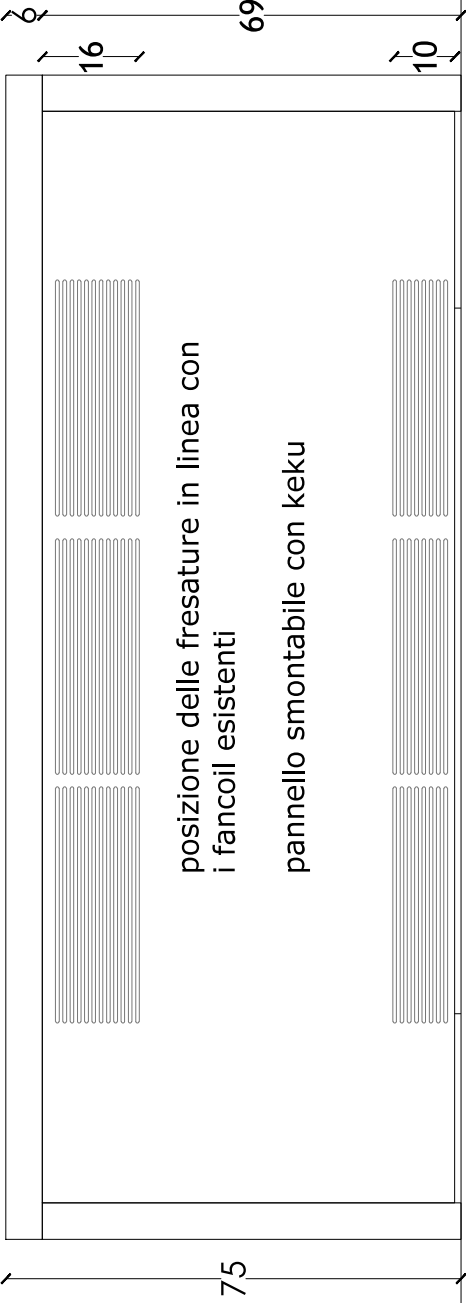 6
69
16
10
posizione delle fresature in linea con
i fancoil esistenti
pannello smontabile con keku
75